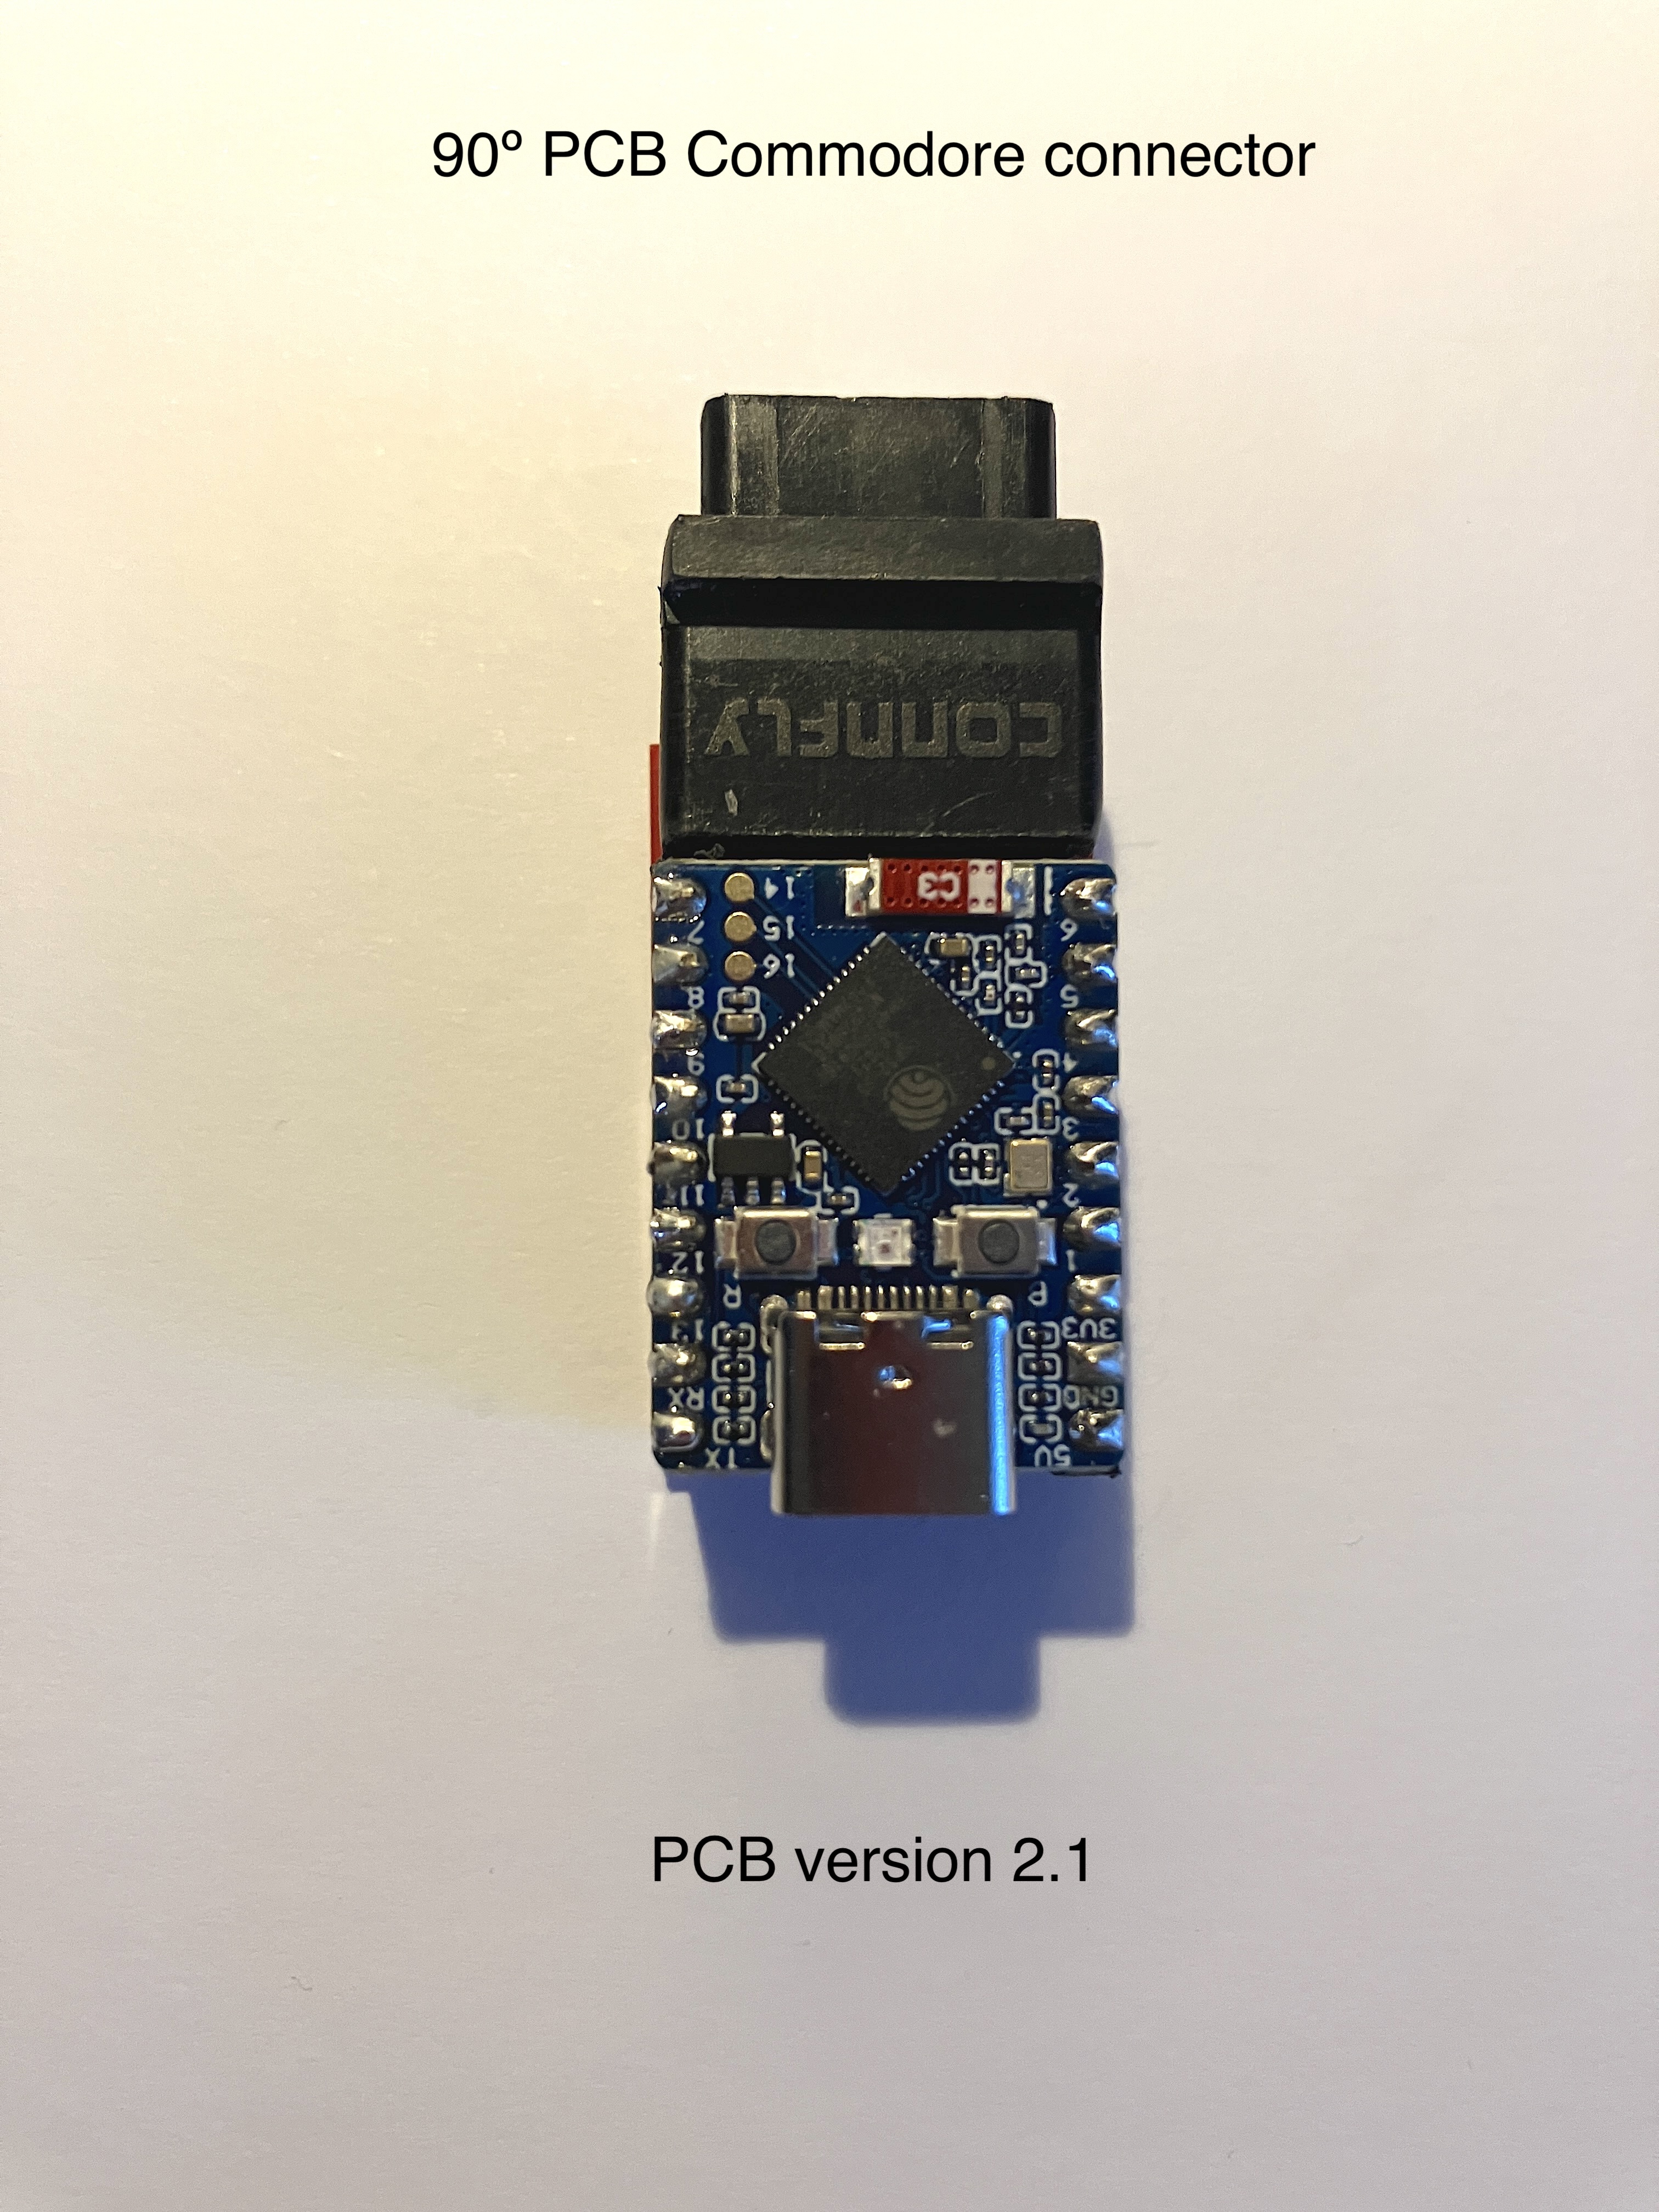 90º PCB Commodore connector
CONNFLY
14
C3
7
15
6
16
8
5
9
4
10
3
11
2
12
1
R
B
13
3V3
RX
GND
TX
5V
PCB version 2.1